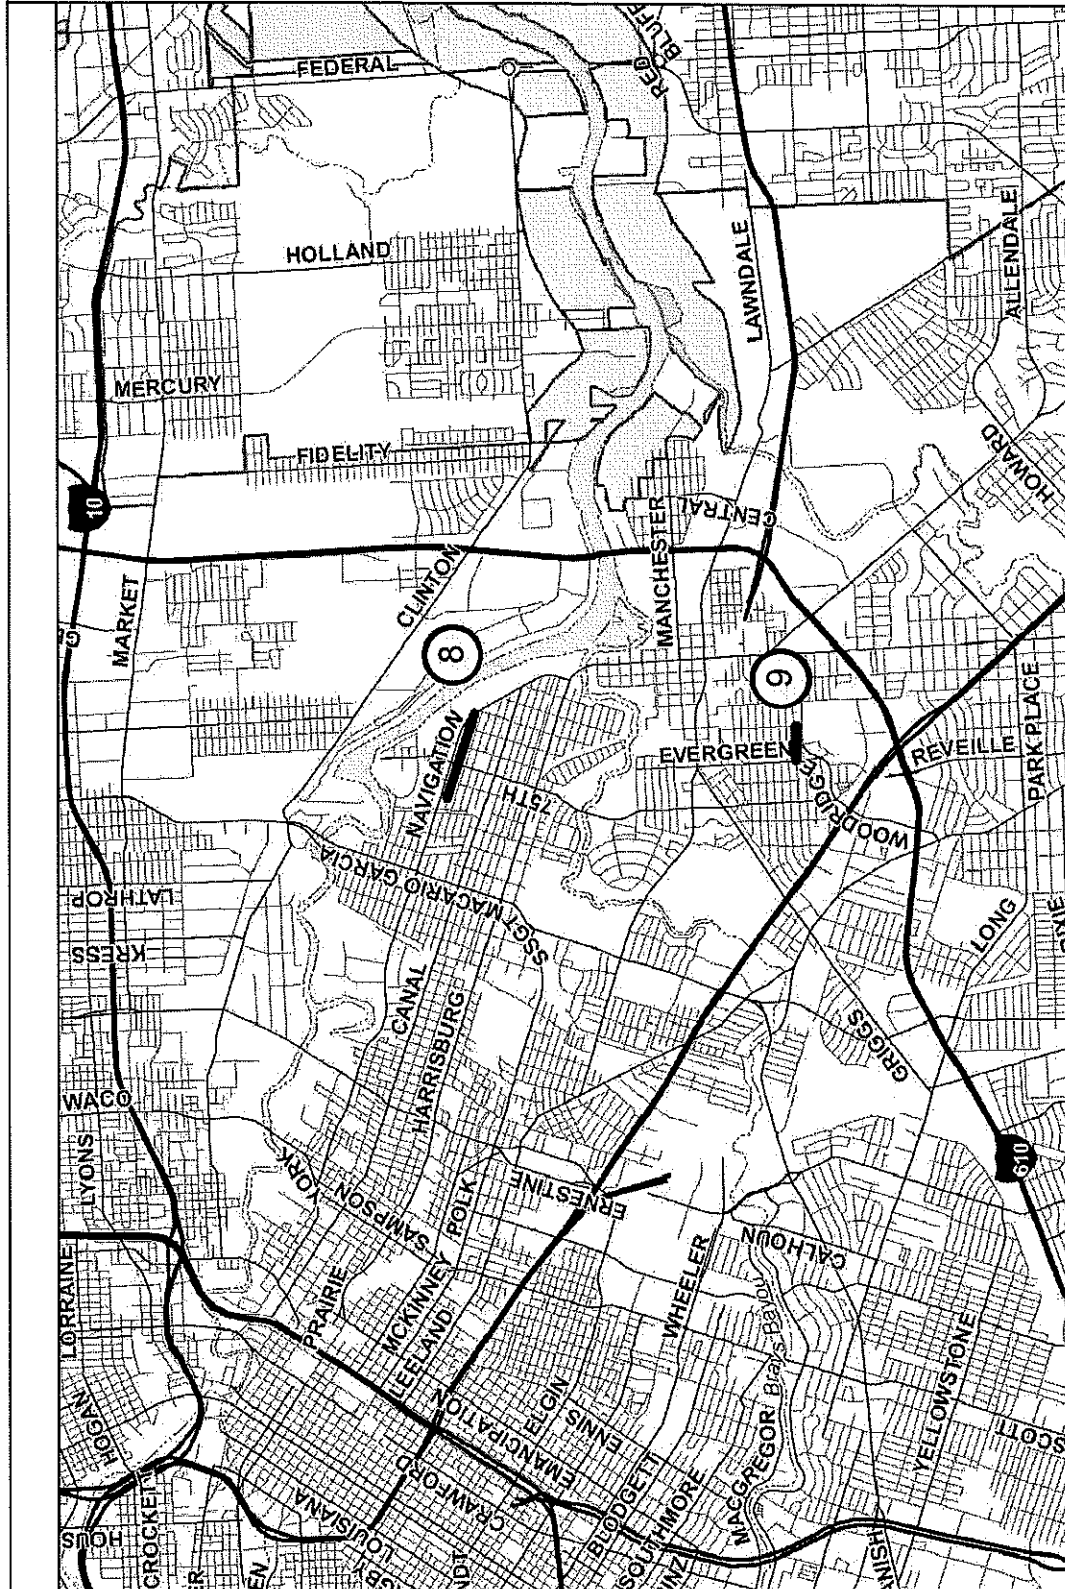 FEDERAL
RED BLUFF
HOLLAND
LAWNDALE
ALLENDALE
MERCURY
FIDELITY
HOWARD
10
CENTRAL
MANCHESTER
CLINTON
MARKET
8
9
NAVIGATION
EVERGREEN
REVEILLE
PARK PLACE
75TH
WOODRIDGE
SSGT MACARIO GARCIA
LATHROP
KRESS
LONG
CANAL
HARRISBURG
GRIGGS
WACO
LYONS
YORK
SAMPSON
POLK
ERNESTINE
610
CALHOUN
WHEELER
LORRAINE
PRAIRIE
MCKINNEY
LEELAND
Brays Bayou
YELLOWSTONE
HOGAN
EMANCIPATION
ELGIN
ENNIS
MACGREGOR
SCOTT
CROCKETT
LOUISIANA
CRAWFORD
BLODGETT
SOUTHMORE
HOUS